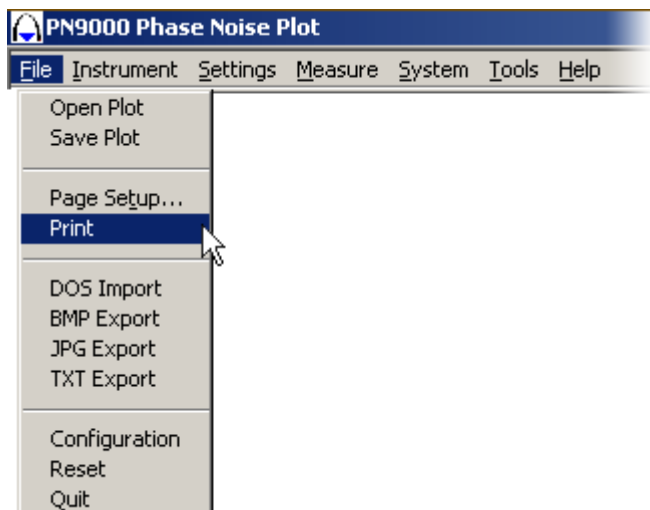 PN9000 Phase Noise Plot
File Instrument Settings Measure System Tools Help
Open Plot
Save Plot
Page Setup...
Print
DOS Import
BMP Export
JPG Export
TXT Export
Configuration
Reset
Quit